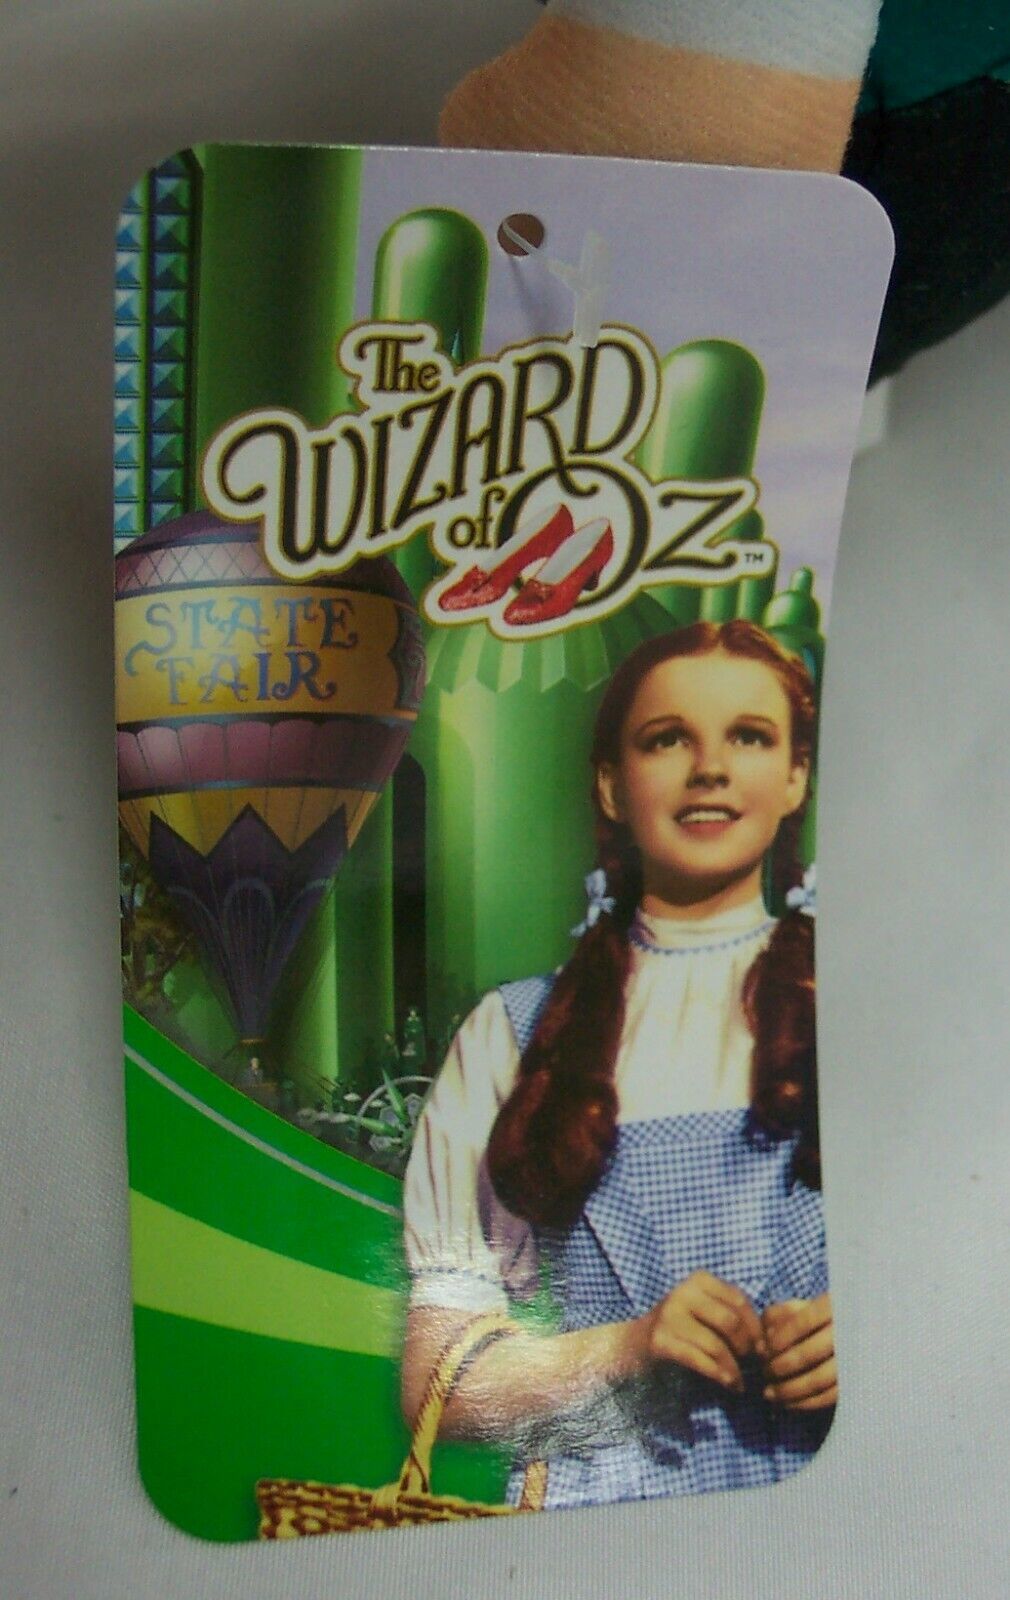 The
WIZARD
of OZ™
STATE
FAIR